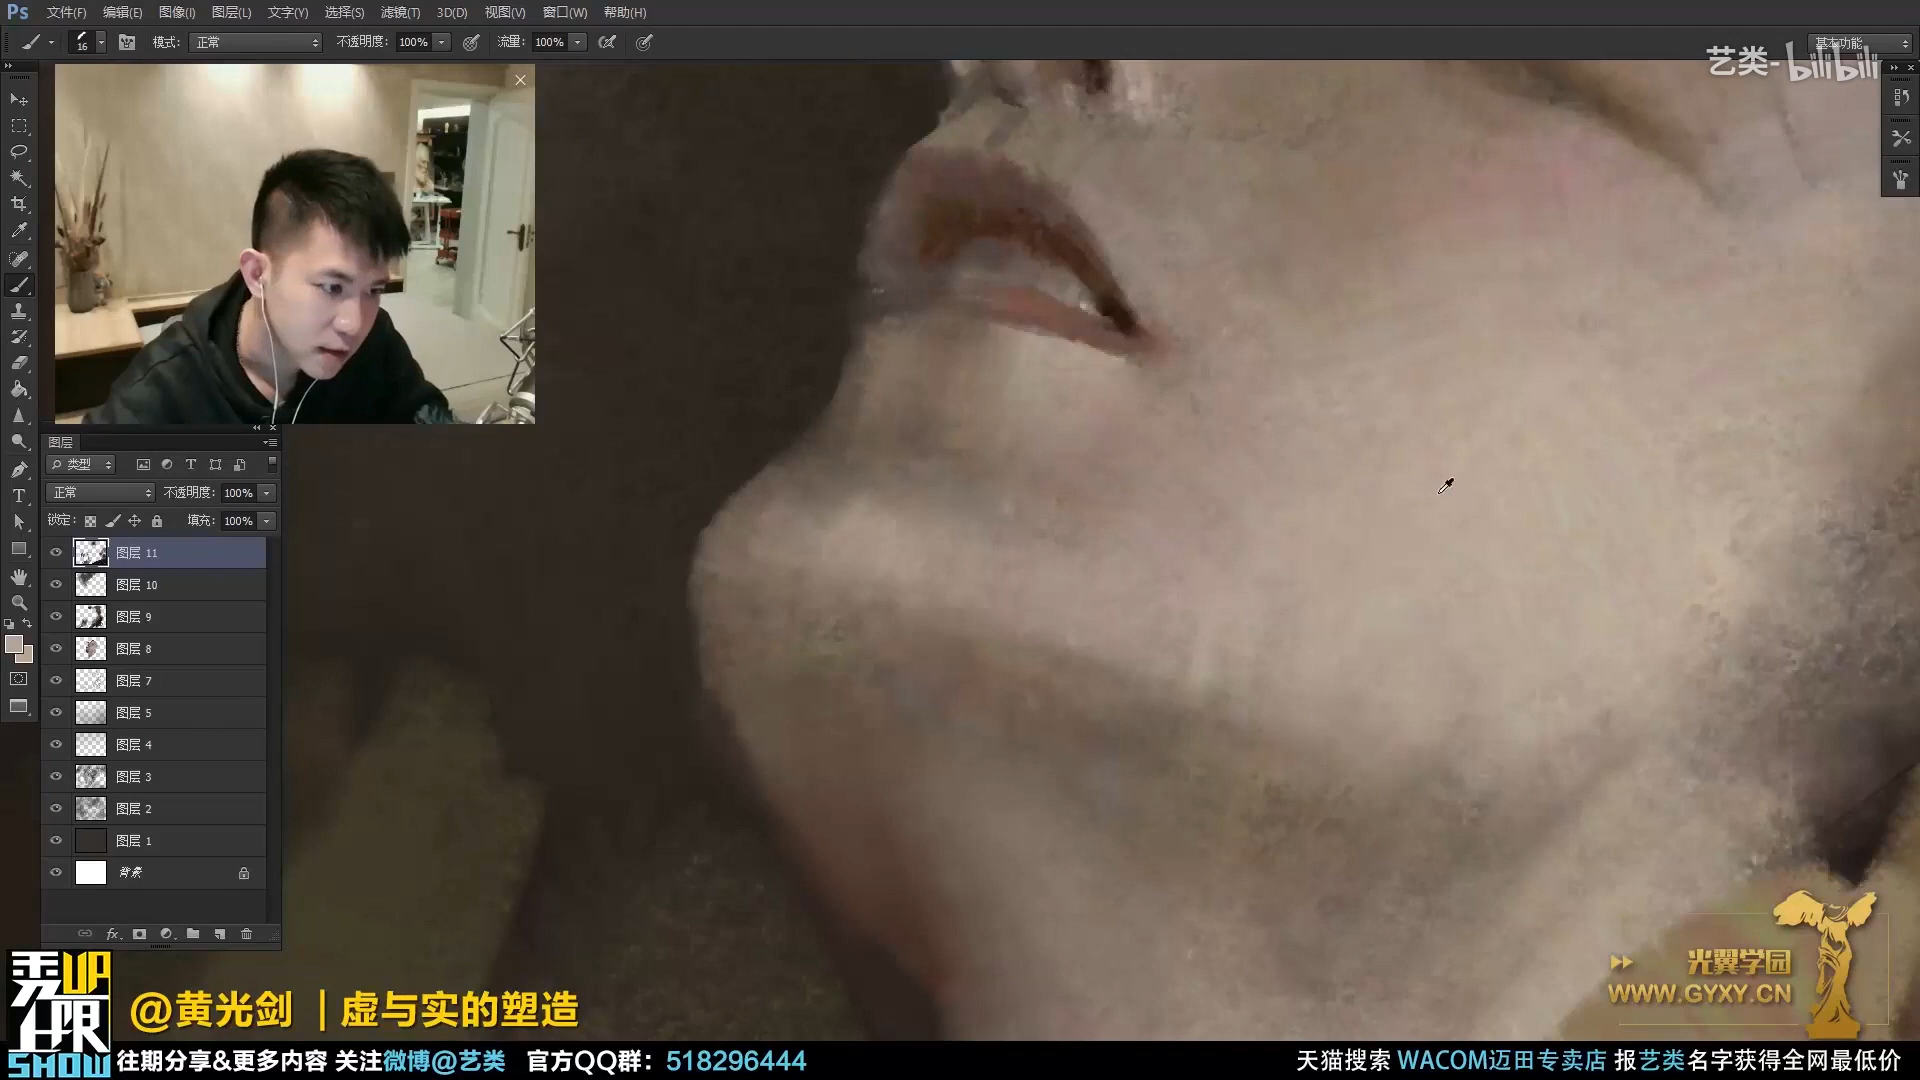 Ps 文件(F) 编辑(E) 图像(I) 图层(L) 文字(Y) 选择(S) 滤镜(T) 3D(D) 视图(V) 窗口(W) 帮助(H)
16 模式: 正常 不透明度: 100% 流量: 100% 基本功能
艺类-bilibili
图层
类型
正常 不透明度: 100%
锁定: 填充: 100%
图层 11
图层 10
图层 9
图层 8
图层 7
图层 5
图层 4
图层 3
图层 2
图层 1
背景
fx
光翼学园
WWW.GYXY.CN
UP
SHOW
@黄光剑 | 虚与实的塑造
往期分享&更多内容 关注微博@艺类 官方QQ群: 518296444
天猫搜索 WACOM迈田专卖店 报艺类名字获得全网最低价